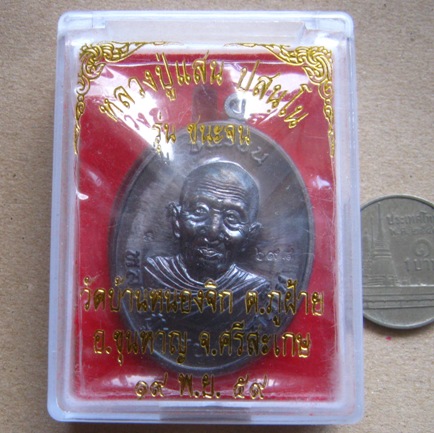 หลวงปู่แสน ปสนฺโน
รุ่น ชนะจน
วัดบ้านหนองจิก ต.ภูฝ้าย
อ.ขุนหาญ จ.ศรีสะเกษ
๑๙ พ.ย. ๕๙